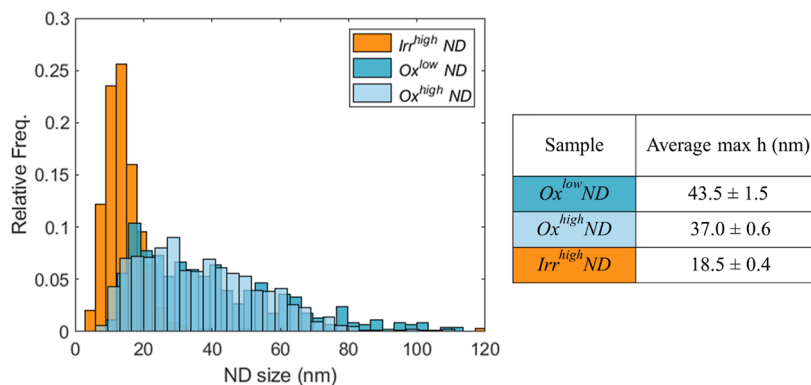 0.3
0.25
0.2
0.15
0.1
0.05
0
Relative Freq.
Irr^high ND
Ox^low ND
Ox^high ND
0 20 40 60 80 100 120
ND size (nm)
Sample Average max h (nm)
Ox^low ND 43.5 ± 1.5
Ox^high ND 37.0 ± 0.6
Irr^high ND 18.5 ± 0.4